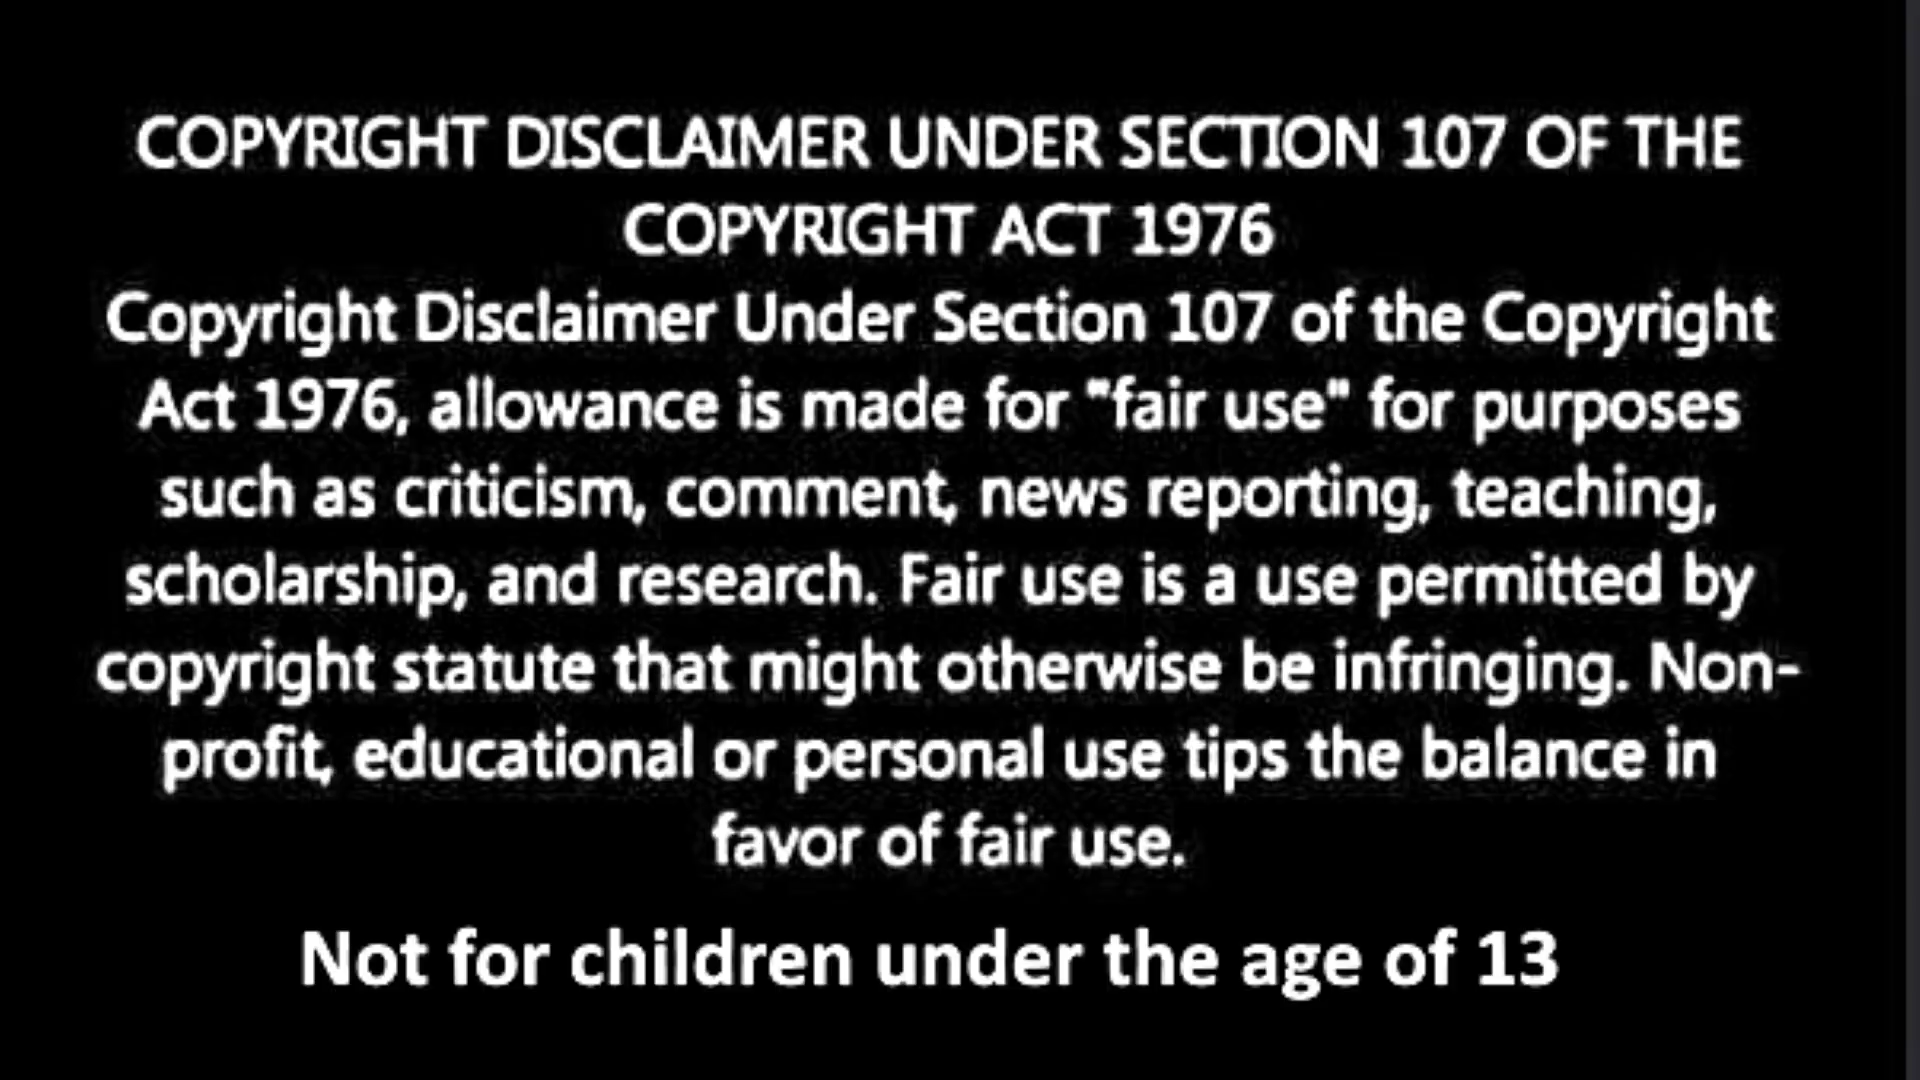 COPYRIGHT DISCLAIMER UNDER SECTION 107 OF THE
COPYRIGHT ACT 1976
Copyright Disclaimer Under Section 107 of the Copyright
Act 1976, allowance is made for "fair use" for purposes
such as criticism, comment, news reporting, teaching,
scholarship, and research. Fair use is a use permitted by
copyright statute that might otherwise be infringing. Non-
profit, educational or personal use tips the balance in
favor of fair use.
Not for children under the age of 13